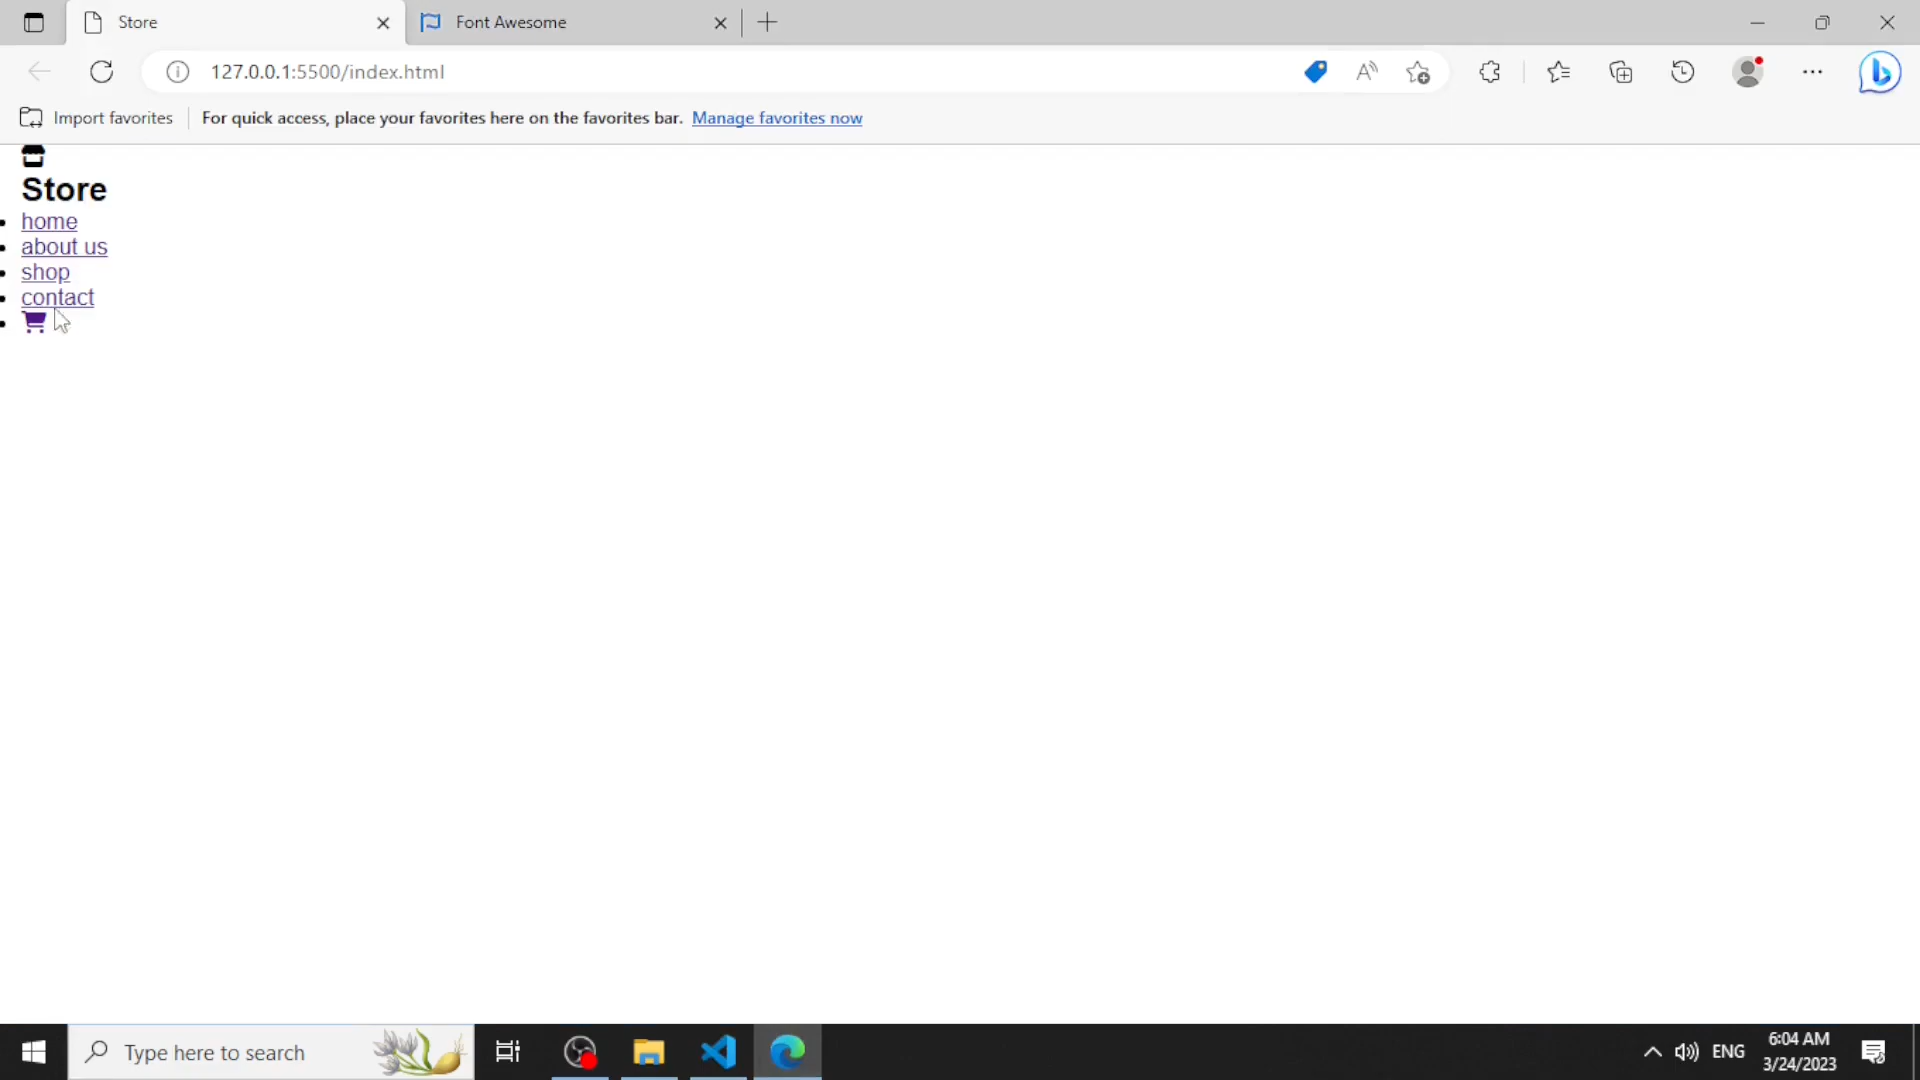 Store
Font Awesome
127.0.0.1:5500/index.html
Import favorites
For quick access, place your favorites here on the favorites bar. Manage favorites now
Store
home
about us
shop
contact
Type here to search
ENG
6:04 AM
3/24/2023